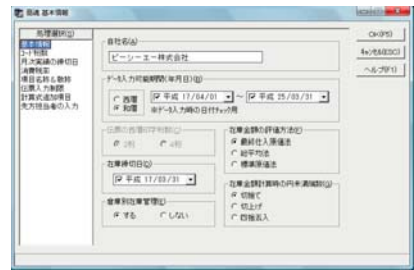 基本情報
処理選択(S)
基本情報
コード桁数
月次実績の締切日
消費税率
項目名称&敬称
伝票入力制限
計算式追加項目
先方担当者の入力
自社名(A)
ピーシーエー株式会社
データ入力可能期間(年月日)(B)
西暦
和暦
平成 17/04/01 ～ 平成 25/03/31
※データ入力時の日付チェック用
2桁 4桁
在庫締切日(D)
平成 17/03/31
倉庫別在庫管理(E)
する しない
在庫金額の評価方法(F)
最終仕入原価法
総平均法
標準原価法
在庫金額計算時の円未満端数(G)
切捨て
切上げ
四捨五入
OK(PS)
キャンセル(ESC)
ヘルプ(F1)